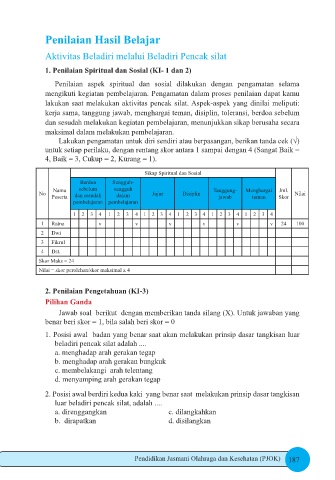 Penilaian Hasil Belajar
Aktivitas Beladiri melalui Beladiri Pencak silat
1. Penilaian Spiritual dan Sosial (KI- 1 dan 2)
Penilaian aspek spiritual dan sosial dilakukan dengan pengamatan selama
mengikuti kegiatan pembelajaran. Pengamatan dalam proses penilaian dapat kamu
lakukan saat melakukan aktivitas pencak silat. Aspek-aspek yang dinilai meliputi:
kerja sama, tanggung jawab, menghargai teman, disiplin, toleransi, berdoa sebelum
dan sesudah melakukan kegiatan pembelajaran, menunjukkan sikap berusaha secara
maksimal dalam melakukan pembelajaran.
Lakukan pengamatan untuk diri sendiri atau berpasangan, berikan tanda cek (√)
untuk setiap perilaku, dengan rentang skor antara 1 sampai dengan 4 (Sangat Baik =
4, Baik = 3, Cukup = 2, Kurang = 1).
Sikap Spiritual dan Sosial
No Nama Peserta Berdoa sebelum dan sesudah pembelajaran Sungguh-sungguh dalam pembelajaran Jujur Disiplin Tanggung jawab Menghargai teman Jml. Skor Nilai
1 2 3 4 1 2 3 4 1 2 3 4 1 2 3 4 1 2 3 4 1 2 3 4
1 Ratna v v v v v v 24 100
2 Dwi
3 Fikrul
4 Dst.
Skor Maks = 24
Nilai = skor perolehan/skor maksimal x 4
2. Penilaian Pengetahuan (KI-3)
Pilihan Ganda
Jawab soal berikut dengan memberikan tanda silang (X). Untuk jawaban yang
benar beri skor = 1, bila salah beri skor = 0
1. Posisi awal badan yang benar saat akan melakukan prinsip dasar tangkisan luar
beladiri pencak silat adalah ....
a. menghadap arah gerakan tegap
b. menghadap arah gerakan bungkuk
c. membelakangi arah telentang
d. menyamping arah gerakan tegap
2. Posisi awal berdiri kedua kaki yang benar saat melakukan prinsip dasar tangkisan
luar beladiri pencak silat, adalah ....
a. direnggangkan c. dilangkahkan
b. dirapatkan d. disilangkan
Pendidikan Jasmani Olahraga dan Kesehatan (PJOK) 187